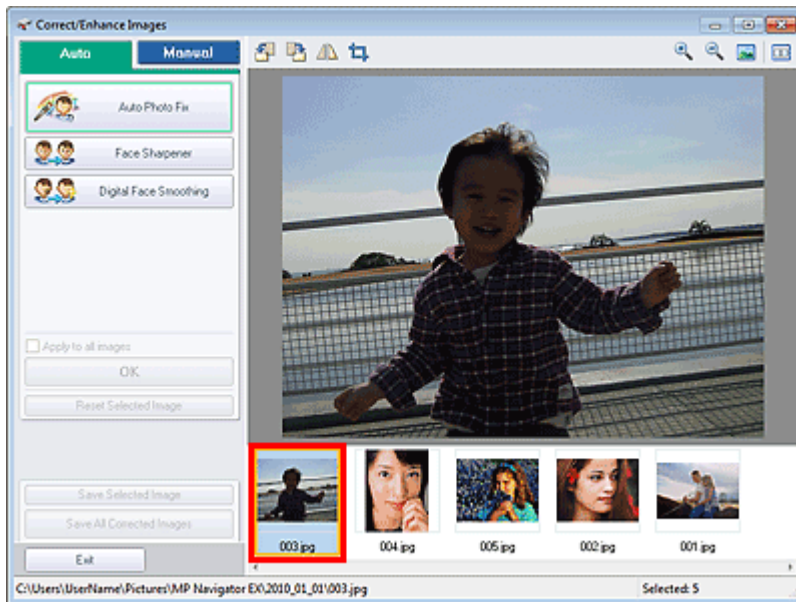 Correct/Enhance Images
Auto
Manual
Auto Photo Fix
Face Sharpener
Digital Face Smoothing
Apply to all images
OK
Reset Selected Image
003.jpg
004.jpg
005.jpg
002.jpg
001.jpg
Save Selected Image
Save All Corrected Images
Exit
C:\Users\UserName\Pictures\MP Navigator EX\2010_01_01\003.jpg
Selected: 5